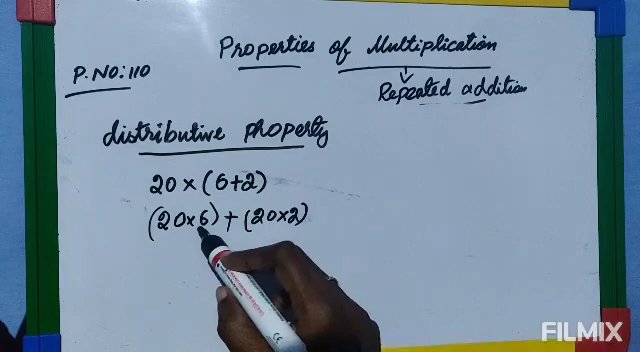 Properties of Multiplication
P.NO:110
Repeated addition
distributive property
20 × (6+2)
(20×6) + (20×2)
FILMIX